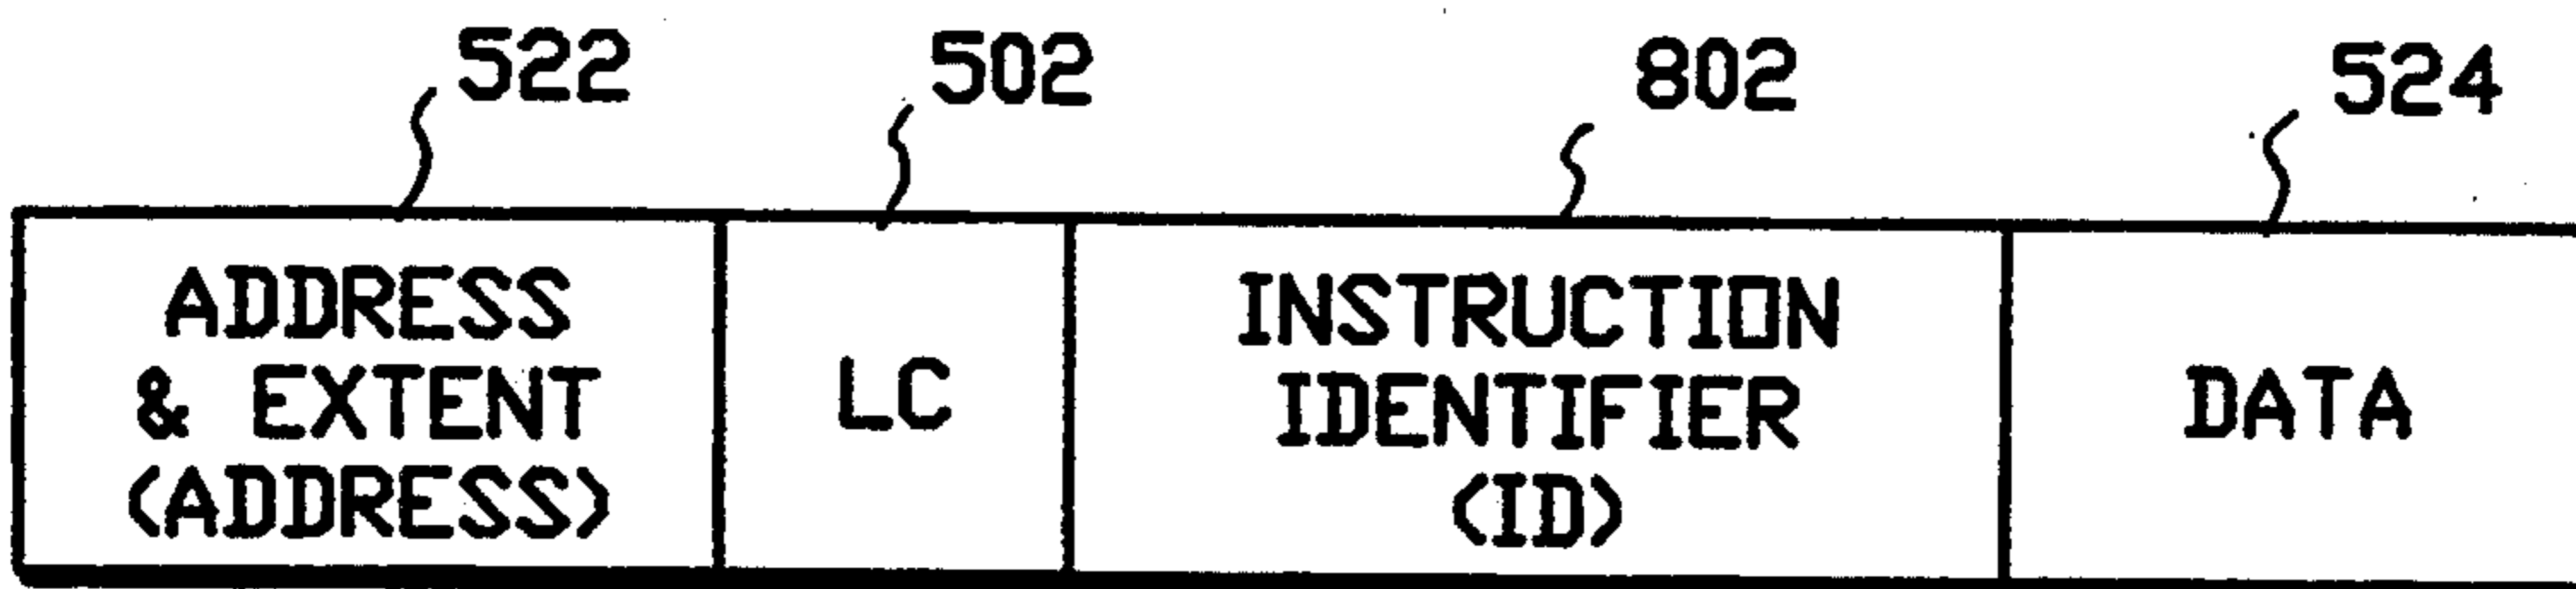 522 502 802 524
ADDRESS
& EXTENT
(ADDRESS)
LC
INSTRUCTION
IDENTIFIER
(ID)
DATA